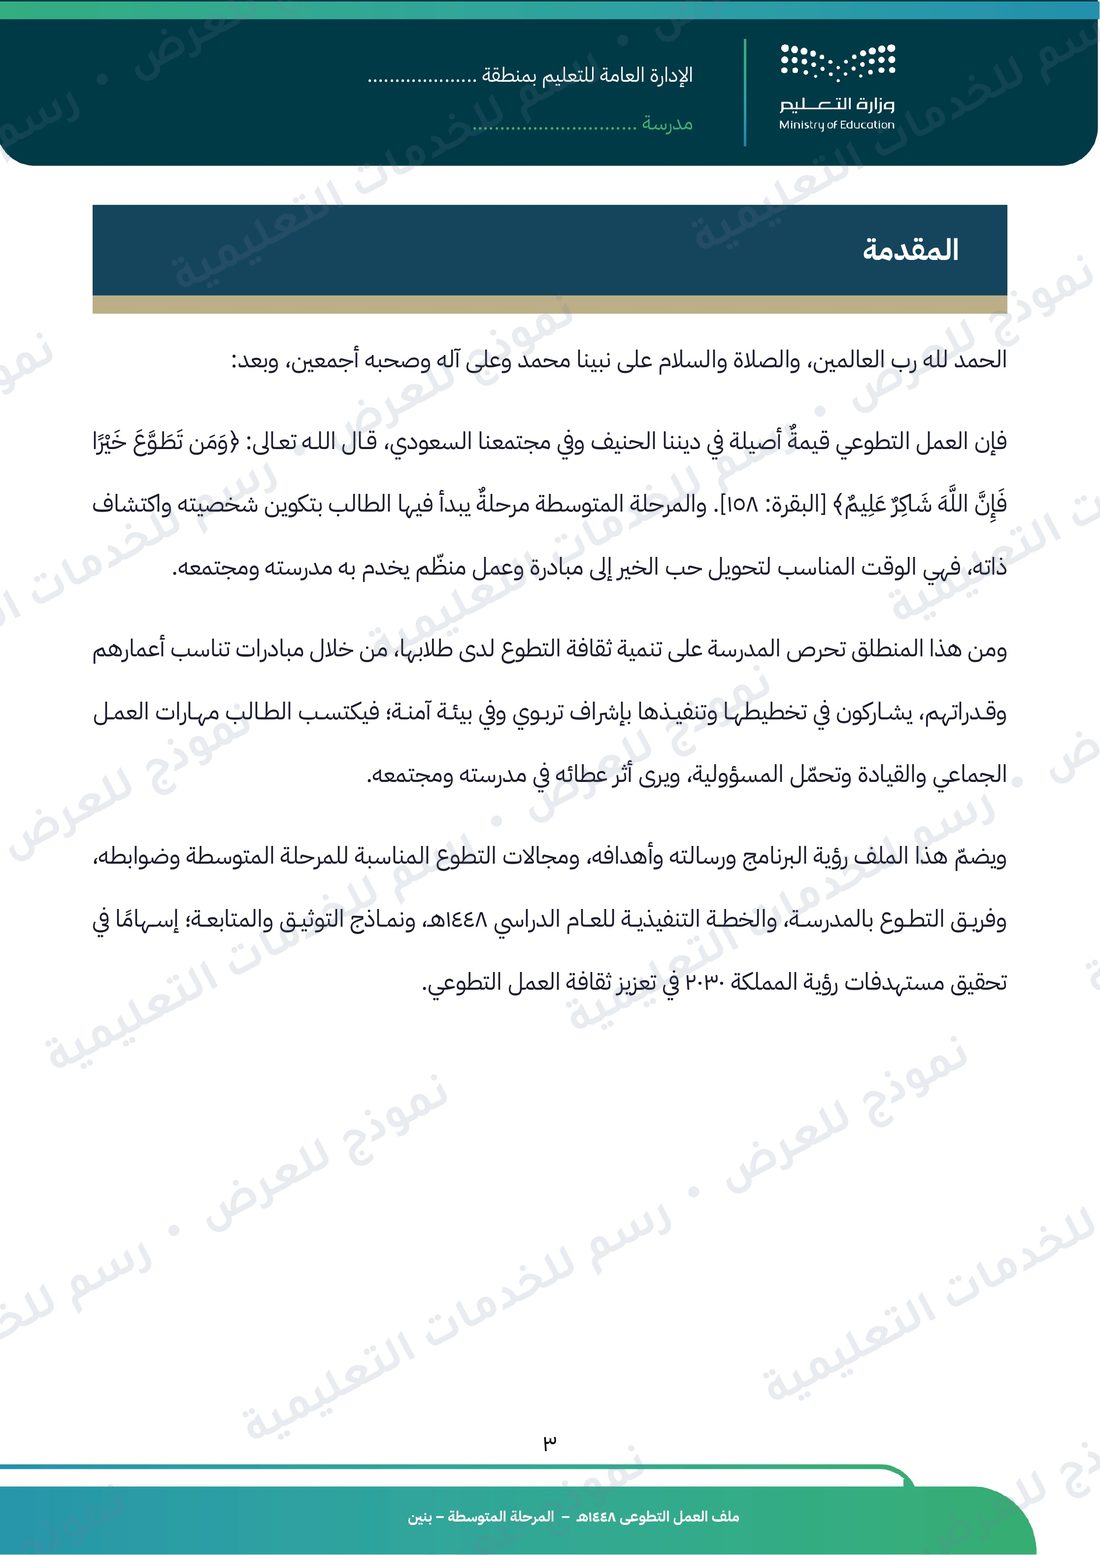 وزارة التعليم
Ministry of Education
الإدارة العامة للتعليم بمنطقة ....................
مدرسة ..............................
المقدمة
الحمد لله رب العالمين، والصلاة والسلام على نبينا محمد وعلى آله وصحبه أجمعين، وبعد:
فإن العمل التطوعي قيمةٌ أصيلة في ديننا الحنيف وفي مجتمعنا السعودي، قال الله تعالى: ﴿وَمَن تَطَوَّعَ خَيْرًا
فَإِنَّ اللَّهَ شَاكِرٌ عَلِيمٌ﴾ [البقرة: ١٥٨]. والمرحلة المتوسطة مرحلةٌ يبدأ فيها الطالب بتكوين شخصيته واكتشاف
ذاته، فهي الوقت المناسب لتحويل حب الخير إلى مبادرة وعمل منظّم يخدم به مدرسته ومجتمعه.
ومن هذا المنطلق تحرص المدرسة على تنمية ثقافة التطوع لدى طلابها، من خلال مبادرات تناسب أعمارهم
وقدراتهم، يشاركون في تخطيطها وتنفيذها بإشراف تربوي وفي بيئة آمنة؛ فيكتسب الطالب مهارات العمل
الجماعي والقيادة وتحمّل المسؤولية، ويرى أثر عطائه في مدرسته ومجتمعه.
ويضمّ هذا الملف رؤية البرنامج ورسالته وأهدافه، ومجالات التطوع المناسبة للمرحلة المتوسطة وضوابطه،
وفريق التطوع بالمدرسة، والخطة التنفيذية للعام الدراسي ١٤٤٨هـ، ونماذج التوثيق والمتابعة؛ إسهامًا في
تحقيق مستهدفات رؤية المملكة ٢٠٣٠ في تعزيز ثقافة العمل التطوعي.
نموذج للعرض • رسم للخدمات التعليمية
٣
ملف العمل التطوعي ١٤٤٨هـ – المرحلة المتوسطة – بنين